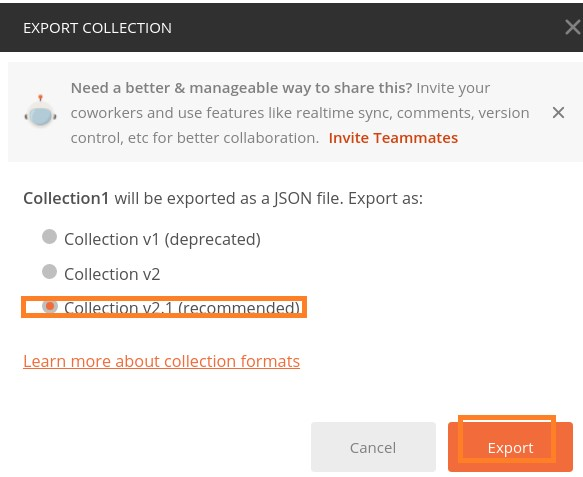 EXPORT COLLECTION
Need a better & manageable way to share this? Invite your
coworkers and use features like realtime sync, comments, version
control, etc for better collaboration. Invite Teammates
Collection1 will be exported as a JSON file. Export as:
Collection v1 (deprecated)
Collection v2
Collection v2.1 (recommended)
Learn more about collection formats
Cancel
Export